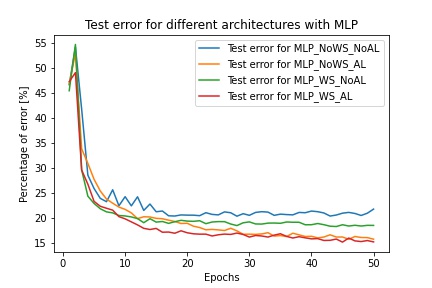 Test error for different architectures with MLP
Percentage of error [%]
55
50
45
40
35
30
25
20
15
Test error for MLP_NoWS_NoAL
Test error for MLP_NoWS_AL
Test error for MLP_WS_NoAL
Test error for MLP_WS_AL
0
10
20
30
40
50
Epochs